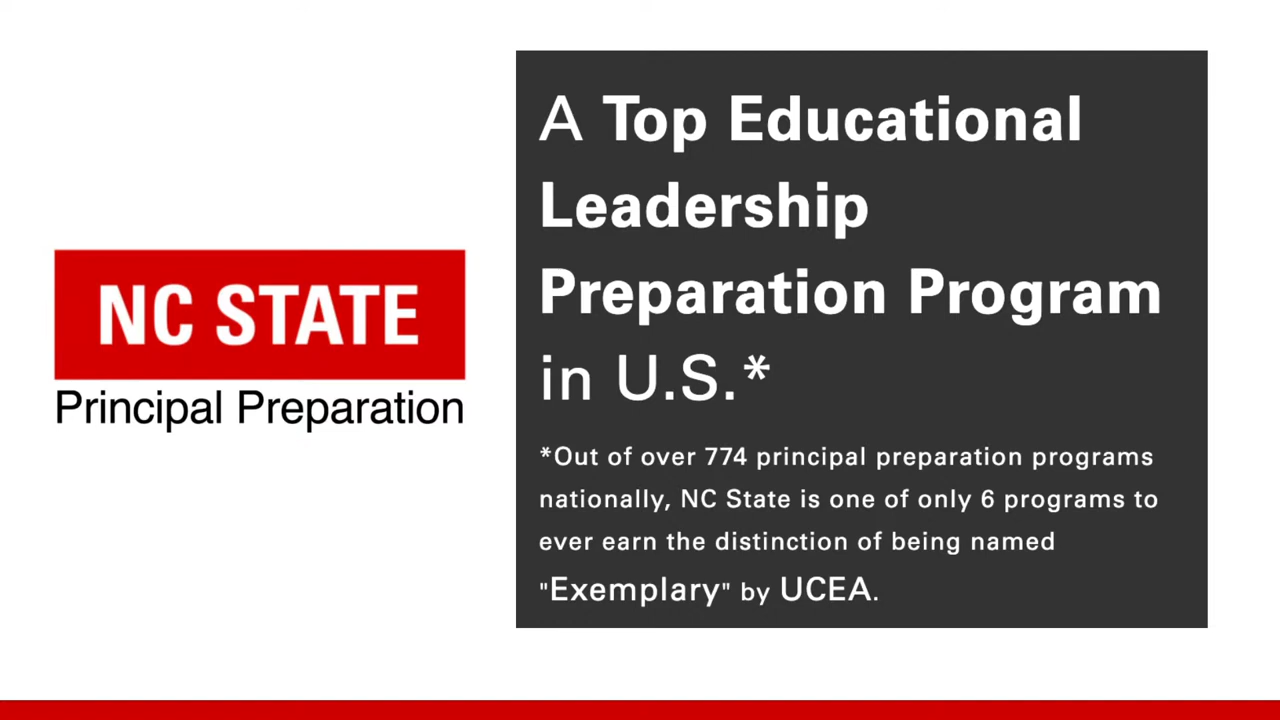 NC STATE
Principal Preparation
A Top Educational
Leadership
Preparation Program
in U.S.*
*Out of over 774 principal preparation programs
nationally, NC State is one of only 6 programs to
ever earn the distinction of being named
"Exemplary" by UCEA.